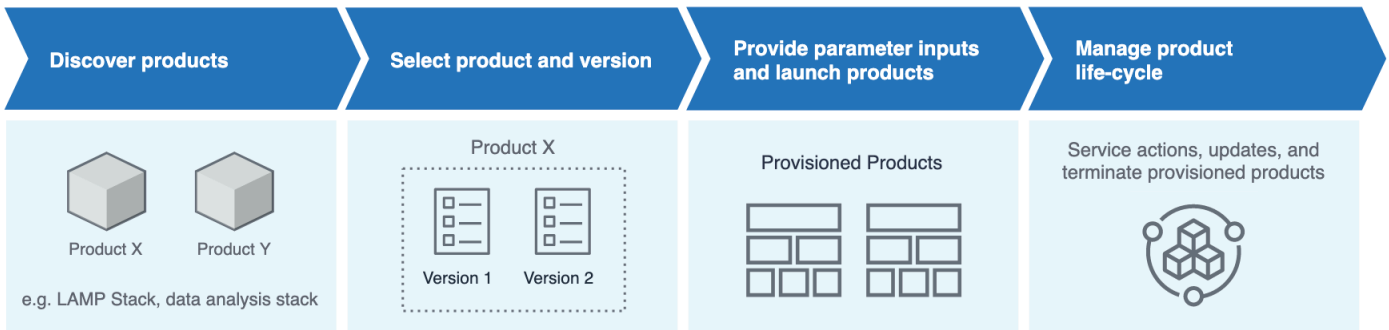 Discover products
Select product and version
Provide parameter inputs
and launch products
Manage product
life-cycle
Product X
Product Y
e.g. LAMP Stack, data analysis stack
Product X
Version 1
Version 2
Provisioned Products
Service actions, updates, and
terminate provisioned products